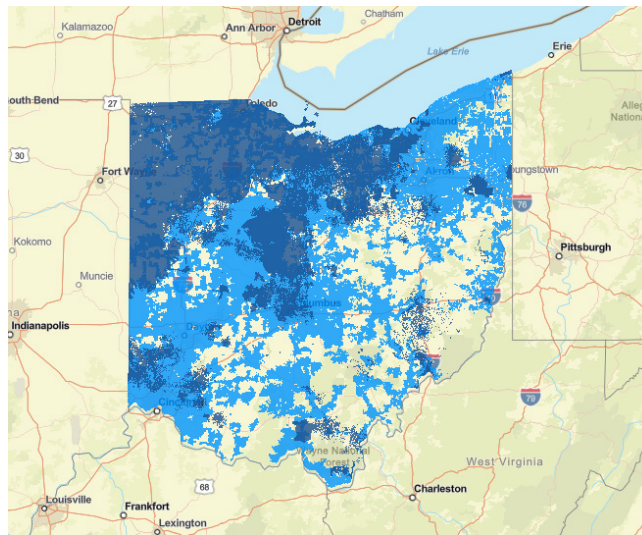 Kalamazoo
Ann Arbor
Detroit
Chatham
Lake Erie
Erie
South Bend
27
Toledo
Cleveland
Alleg
National
30
Fort Wayne
Akron
Youngstown
76
Kokomo
Muncie
Pittsburgh
Indianapolis
Columbus
Dayton
77
79
Cincinnati
Wayne National
Forest
West Virginia
68
Charleston
Louisville
Frankfort
Lexington